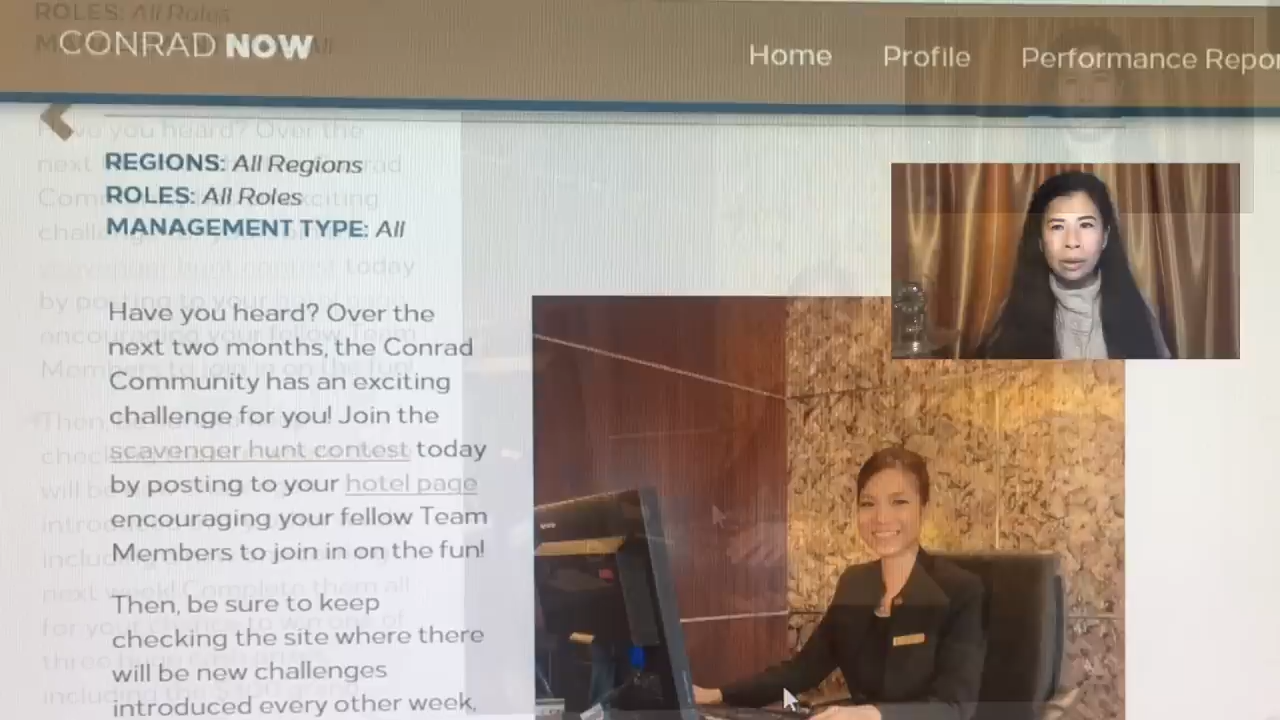 ROLES: All Roles
CONRAD NOW
Home
Profile
Performance Repor
REGIONS: All Regions
ROLES: All Roles
MANAGEMENT TYPE: All
Have you heard? Over the
next two months, the Conrad
Community has an exciting
challenge for you! Join the
scavenger hunt contest today
by posting to your hotel page
encouraging your fellow Team
Members to join in on the fun!
Then, be sure to keep
checking the site where there
will be new challenges
introduced every other week,